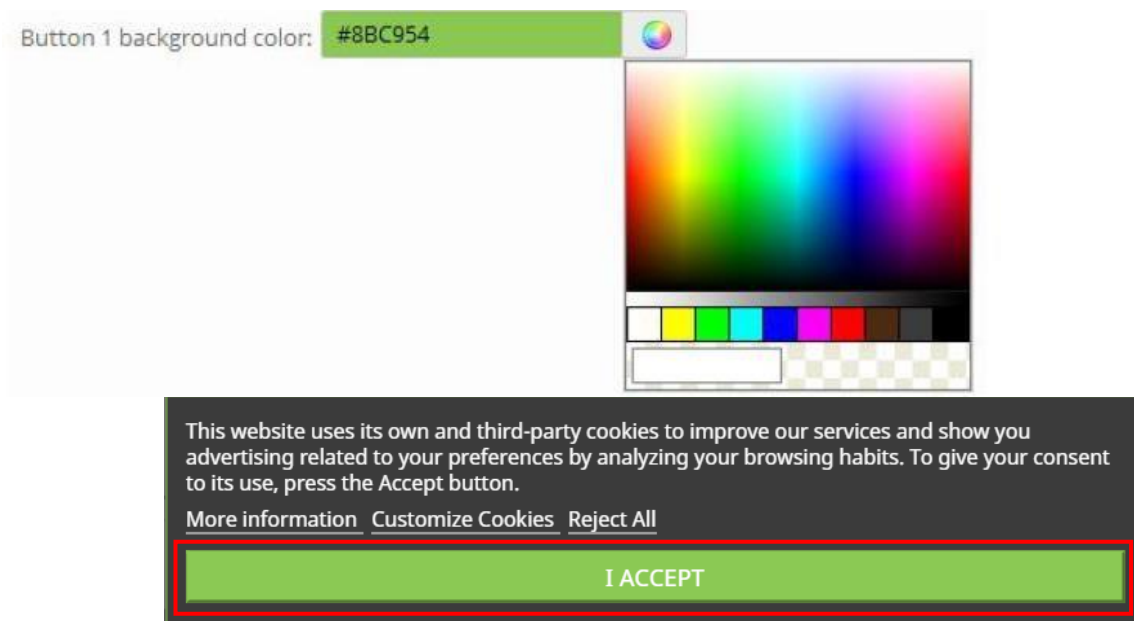 Button 1 background color: #8BC954
This website uses its own and third-party cookies to improve our services and show you
advertising related to your preferences by analyzing your browsing habits. To give your consent
to its use, press the Accept button.
More information Customize Cookies Reject All
I ACCEPT